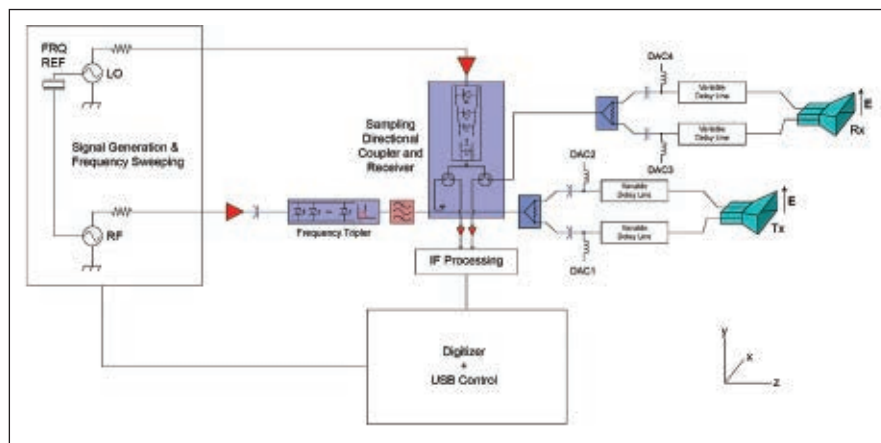 FRQ
REF
LO
Signal Generation &
Frequency Sweeping
RF
Frequency Tripler
Sampling
Directional
Coupler and
Receiver
IF Processing
Digitizer
+
USB Control
DAC4
Variable
Delay Line
Variable
Delay Line
DAC3
E
Rx
DAC2
Variable
Delay Line
Variable
Delay Line
DAC1
E
Tx
y
x
z